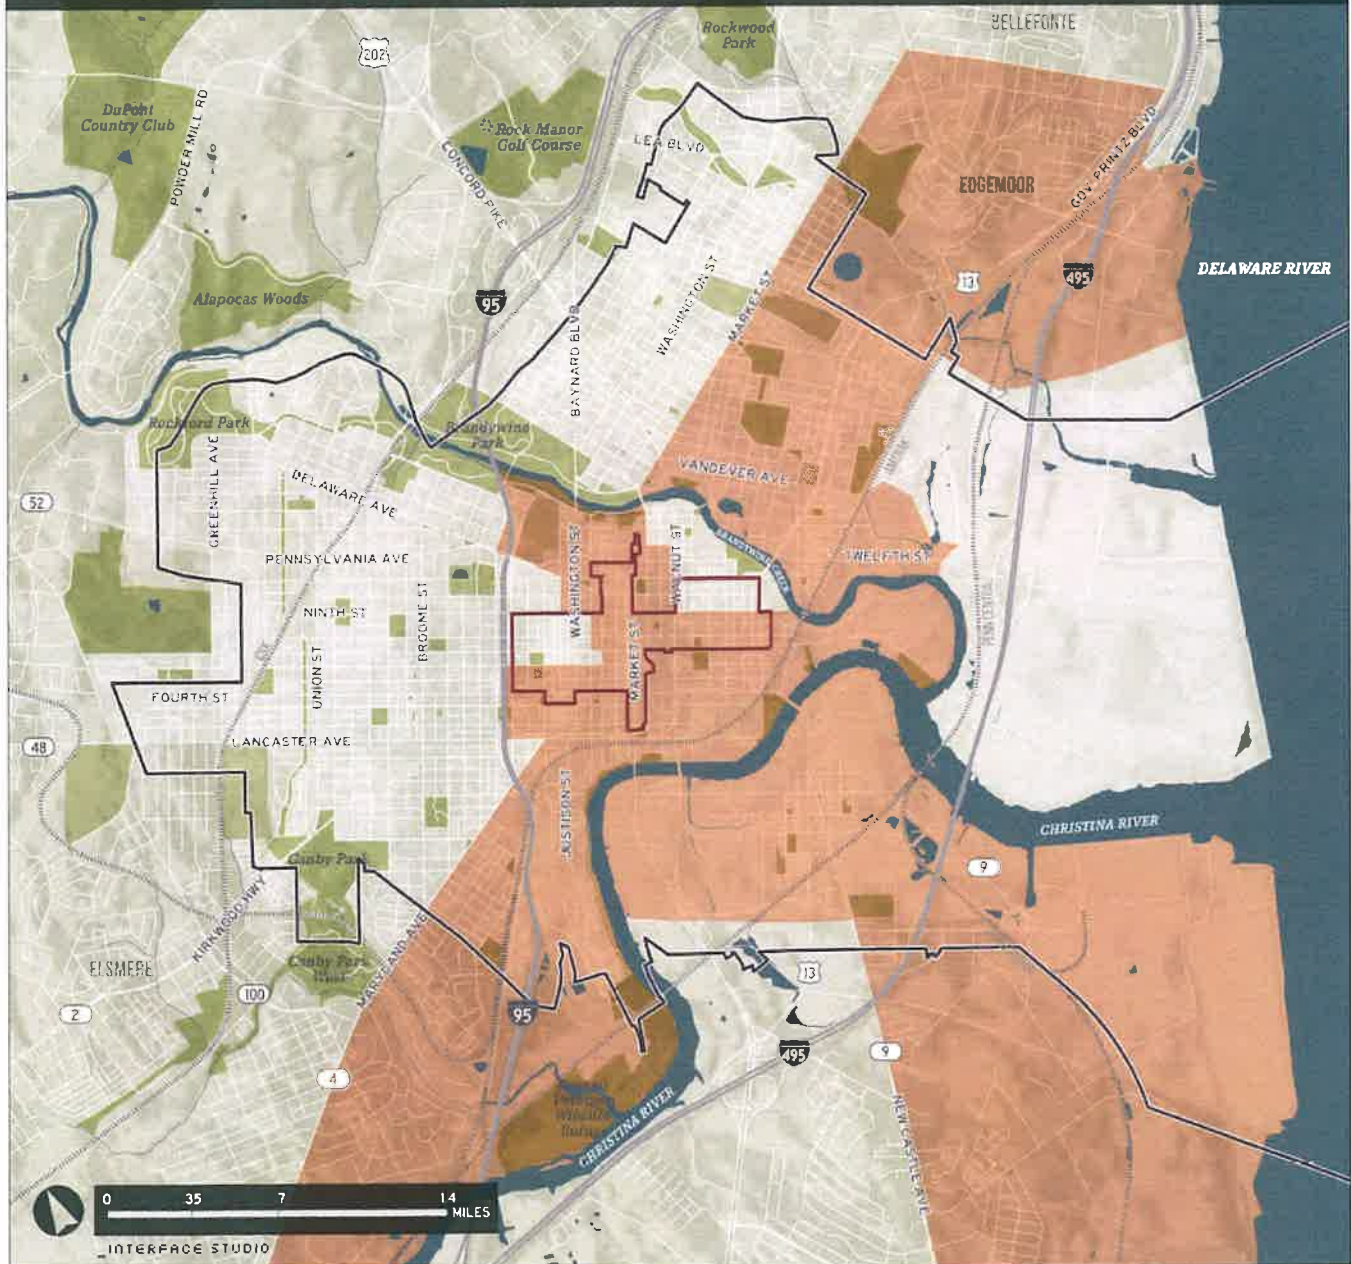 BELLEFONTE
Rockwood
Park
202
DuPont
Country Club
POWDER MILL RD
Rock Manor
Golf Course
CONCORD PIKE
LEA BLVD
EDGEMOOR
GOV. PRINTZ BLVD
DELAWARE RIVER
13
495
Alapocas Woods
95
BAYNARD BLVD
WASHINGTON ST
MARKET ST
Rockford Park
Brandywine
Park
GREENHILL AVE
DELAWARE AVE
VANDEVER AVE
52
PENNSYLVANIA AVE
WASHINGTON ST
WALNUT ST
BRANDYWINE CREEK
TWELFTH ST
NINTH ST
BROOME ST
UNION ST
MARKET ST
FOURTH ST
LANCASTER AVE
48
JUSTISON ST
CHRISTINA RIVER
9
Canby Park
KIRKWOOD HWY
ELSMERE
Canby Park
West
MARYLAND AVE
100
2
95
13
495
9
4
CHRISTINA RIVER
NEW CASTLE AVE
0 35 7 14
MILES
INTERFACE STUDIO